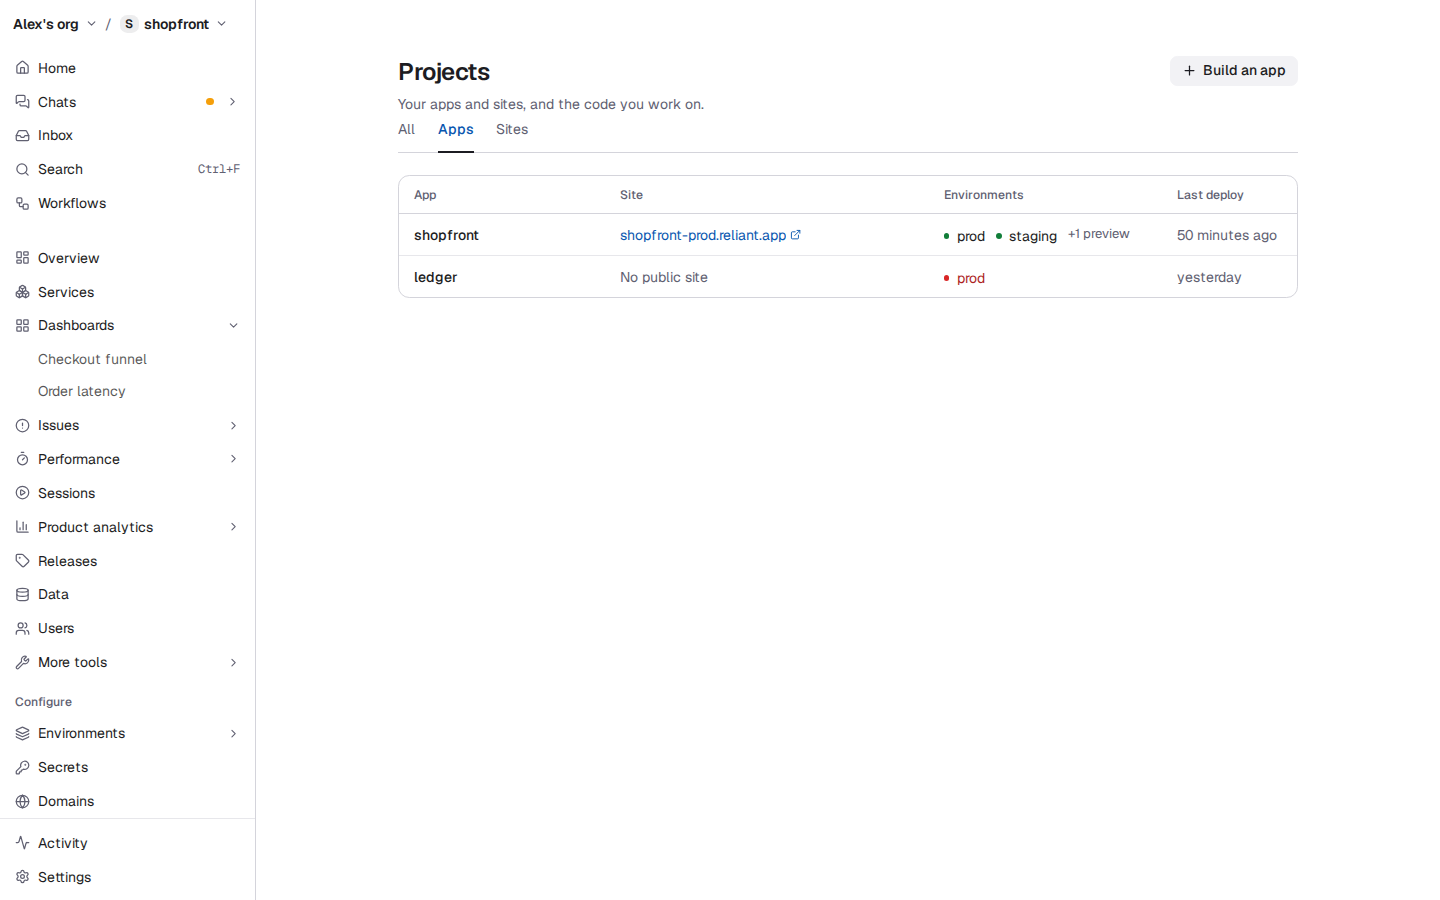 Alex's org / S shopfront
Home
Chats
Inbox
Search Ctrl+F
Workflows
Overview
Services
Dashboards
Checkout funnel
Order latency
Issues
Performance
Sessions
Product analytics
Releases
Data
Users
More tools
Configure
Environments
Secrets
Domains
Activity
Settings
Projects
Build an app
Your apps and sites, and the code you work on.
All Apps Sites
App Site Environments Last deploy
shopfront shopfront-prod.reliant.app prod staging +1 preview 50 minutes ago
ledger No public site prod yesterday